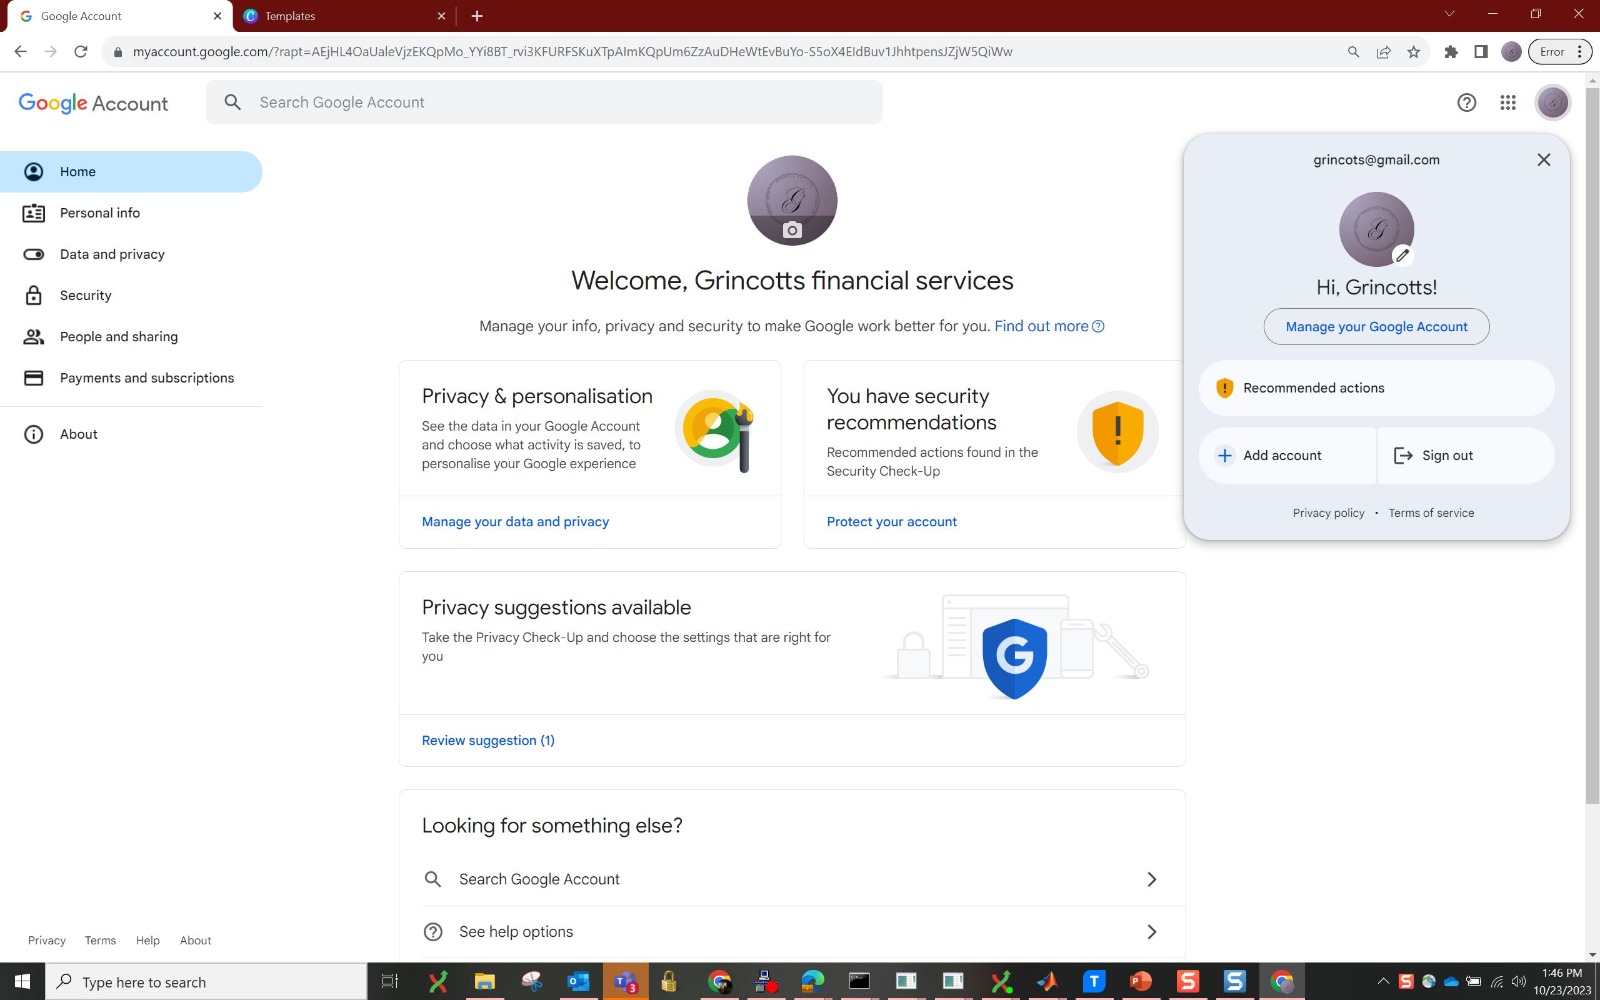 Google Account
Templates
myaccount.google.com/?rapt=AEjHL4OaUaleVjzEKQpMo_YYi8BT_rvi3KFURFSKuXTpAImKQpUm6ZzAuDHeWtEvBuYo-S5oX4EldBuv1JhhtpensJZjW5QiWw
Error
Google Account
Search Google Account
Home
Personal info
Data and privacy
Security
People and sharing
Payments and subscriptions
About
G
Welcome, Grincotts financial services
Manage your info, privacy and security to make Google work better for you. Find out more
Privacy & personalisation
See the data in your Google Account
and choose what activity is saved, to
personalise your Google experience
Manage your data and privacy
You have security
recommendations
Recommended actions found in the
Security Check-Up
Protect your account
Privacy suggestions available
Take the Privacy Check-Up and choose the settings that are right for
you
G
Review suggestion (1)
Looking for something else?
Search Google Account
See help options
grincots@gmail.com
G
Hi, Grincotts!
Manage your Google Account
Recommended actions
Add account
Sign out
Privacy policy • Terms of service
Privacy
Terms
Help
About
Type here to search
3
1:46 PM
10/23/2023